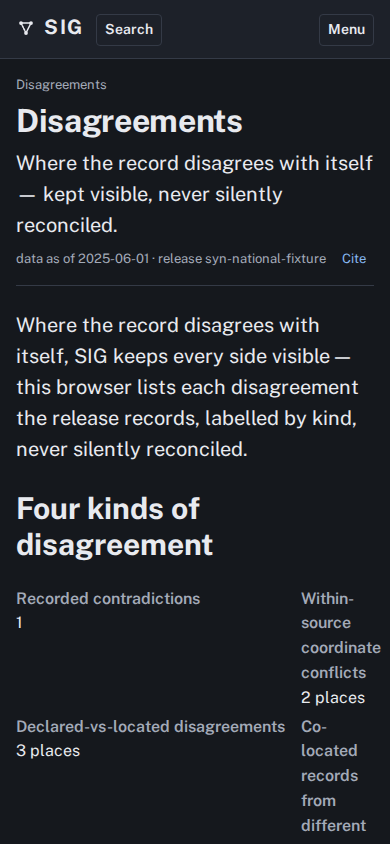 SIG
Search
Menu
Disagreements
Disagreements
Where the record disagrees with itself
— kept visible, never silently
reconciled.
data as of 2025-06-01 · release syn-national-fixture
Cite
Where the record disagrees with
itself, SIG keeps every side visible —
this browser lists each disagreement
the release records, labelled by kind,
never silently reconciled.
Four kinds of
disagreement
Recorded contradictions
1
Within-
source
coordinate
conflicts
2 places
Declared-vs-located disagreements
3 places
Co-
located
records
from
different